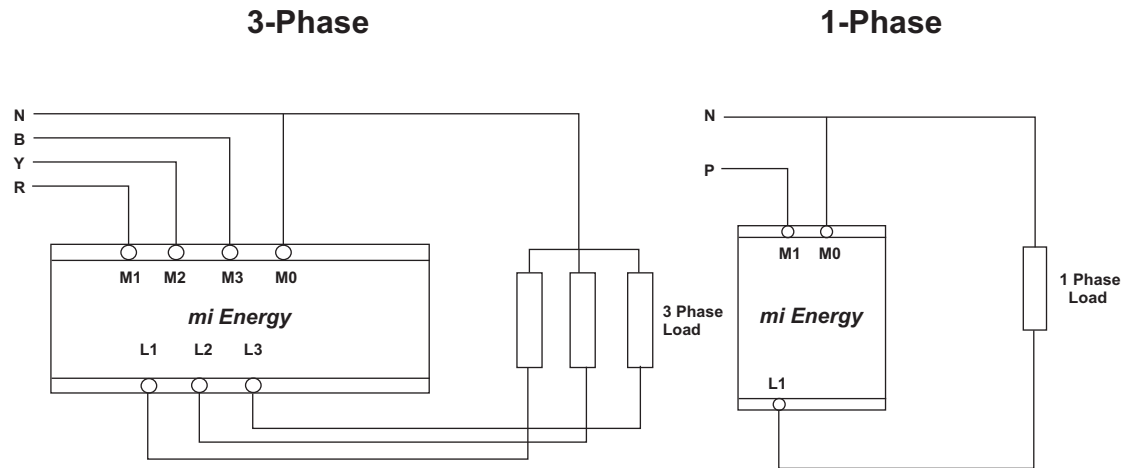 3-Phase
N
B
Y
R
M1 M2 M3 M0
mi Energy
L1 L2 L3
3 Phase
Load
1-Phase
N
P
M1 M0
mi Energy
L1
1 Phase
Load